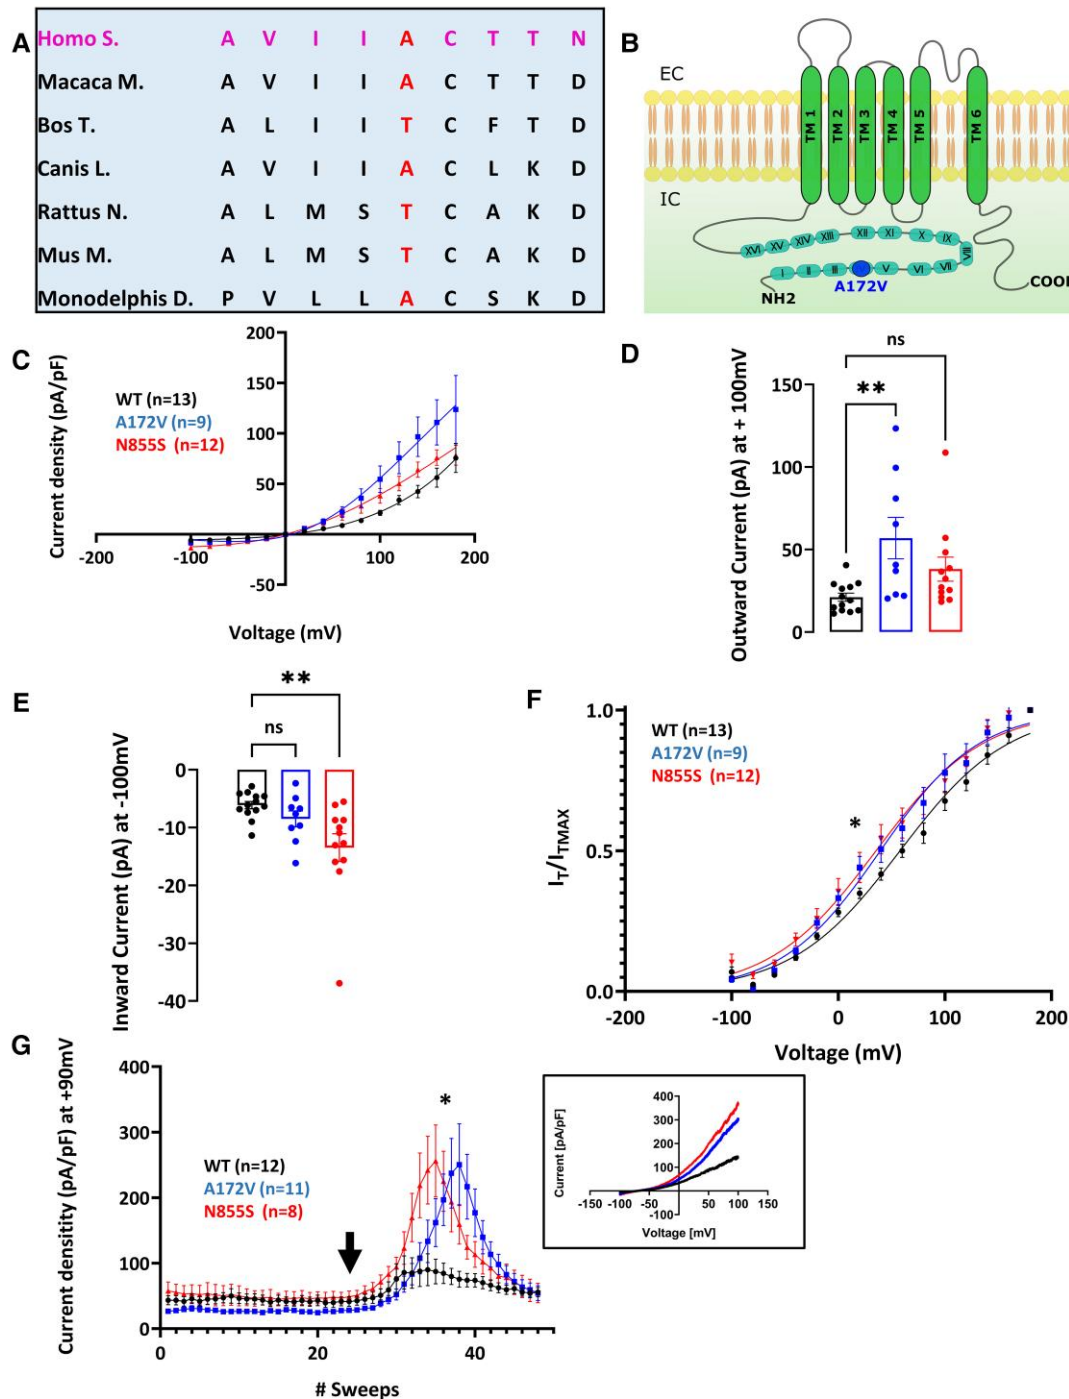 A
Homo S. A V I I A C T T N
Macaca M. A V I I A C T T D
Bos T. A L I I T C F T D
Canis L. A V I I A C L K D
Rattus N. A L M S T C A K D
Mus M. A L M S T C A K D
Monodelphis D. P V L L A C S K D
B
EC
IC
TM 1
TM 2
TM 3
TM 4
TM 5
TM 6
XVI XV XIV XIII XII XI X IX VIII
I II III V VI VII
NH2
A172V
COOH
C
Current density (pA/pF)
200
150
100
50
-50
-200 -100 100 200
WT (n=13)
A172V (n=9)
N855S (n=12)
Voltage (mV)
D
Outward Current (pA) at + 100mV
150
100
50
0
ns
**
E
Inward Current (pA) at -100mV
0
-10
-20
-30
-40
**
ns
F
I_T/I_TMAX
1.0
0.5
0.0
-200 -100 0 100 200
WT (n=13)
A172V (n=9)
N855S (n=12)
*
Voltage (mV)
G
Current densitity (pA/pF) at +90mV
400
300
200
100
0
0 20 40
WT (n=12)
A172V (n=11)
N855S (n=8)
*
# Sweeps
Current [pA/pF]
400
300
200
100
-100
-150 -100 -50 50 100 150
Voltage [mV]